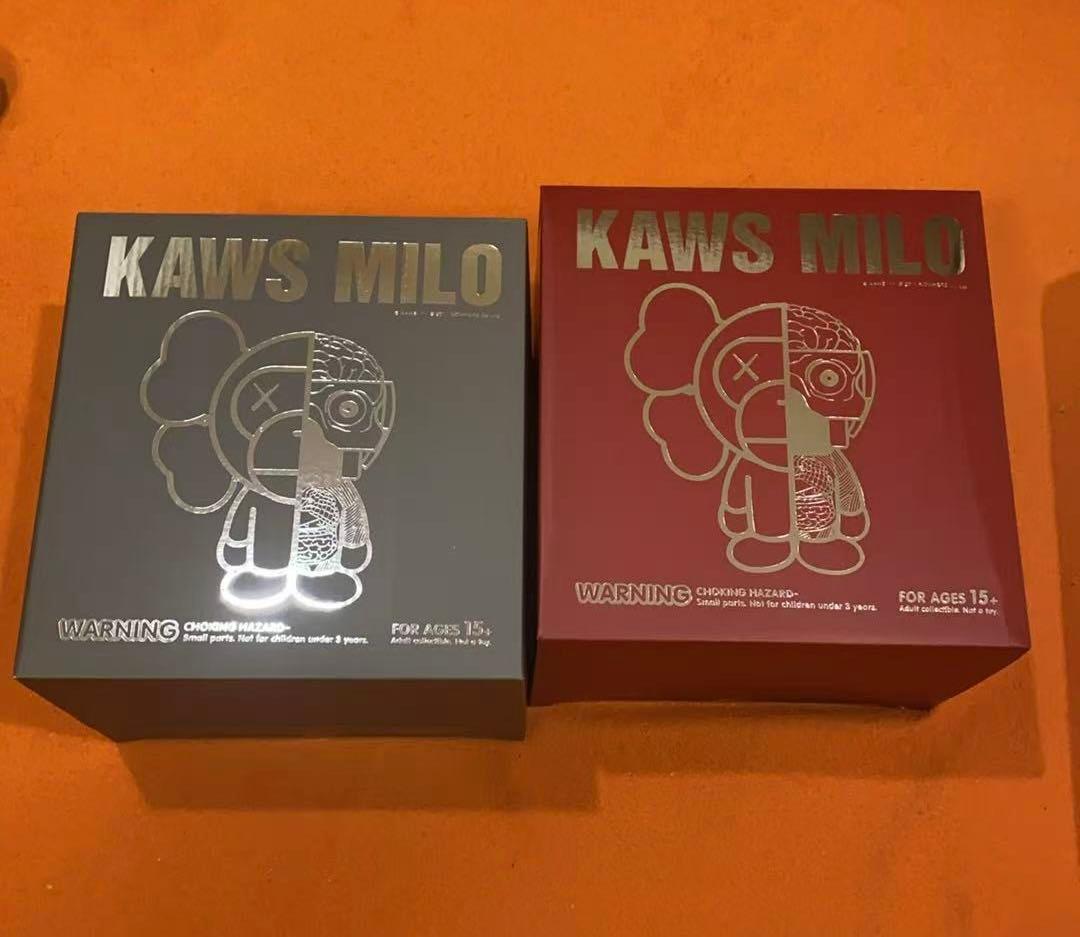 KAWS MILO
WARNING CHOKING HAZARD-
Small parts. Not for children under 3 years.
FOR AGES 15+
Adult collectible. Not a toy.
KAWS MILO
WARNING CHOKING HAZARD-
Small parts. Not for children under 3 years.
FOR AGES 15+
Adult collectible. Not a toy.